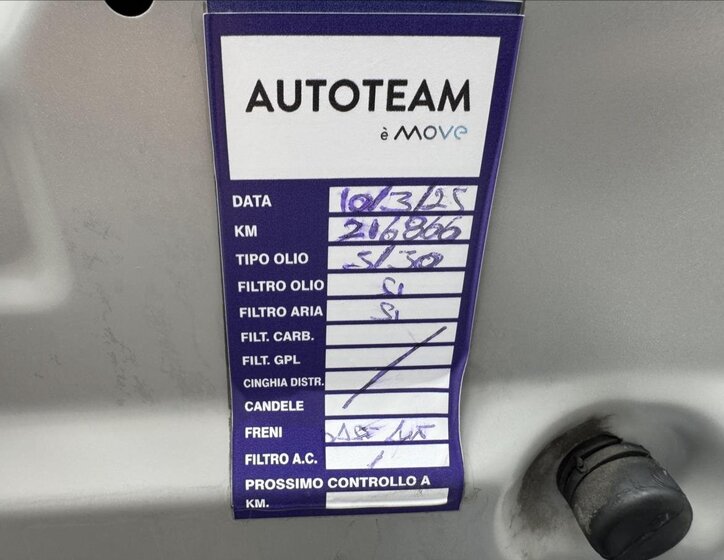 AUTOTEAM
è MOVE
DATA 10/3/25
KM 216866
TIPO OLIO 5/30
FILTRO OLIO SI
FILTRO ARIA SI
FILT. CARB.
FILT. GPL
CINGHIA DISTR.
CANDELE
FRENI
FILTRO A.C. /
PROSSIMO CONTROLLO A
KM.